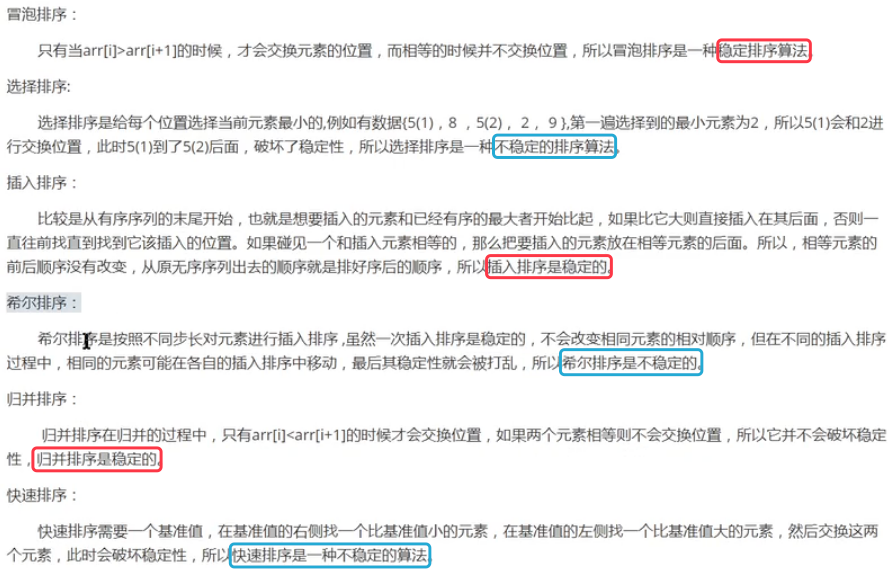 冒泡排序：
只有当arr[i]>arr[i+1]的时候，才会交换元素的位置，而相等的时候并不交换位置，所以冒泡排序是一种稳定排序算法。
选择排序:
选择排序是给每个位置选择当前元素最小的,例如有数据{5(1)，8 ，5(2)， 2， 9 },第一遍选择到的最小元素为2，所以5(1)会和2进
行交换位置，此时5(1)到了5(2)后面，破坏了稳定性，所以选择排序是一种不稳定的排序算法。
插入排序：
比较是从有序序列的末尾开始，也就是想要插入的元素和已经有序的最大者开始比起，如果比它大则直接插入在其后面，否则一
直往前找直到找到它该插入的位置。如果碰见一个和插入元素相等的，那么把要插入的元素放在相等元素的后面。所以，相等元素的
前后顺序没有改变，从原无序序列出去的顺序就是排好序后的顺序，所以插入排序是稳定的。
希尔排序：
希尔排序是按照不同步长对元素进行插入排序 ,虽然一次插入排序是稳定的，不会改变相同元素的相对顺序，但在不同的插入排序
过程中，相同的元素可能在各自的插入排序中移动，最后其稳定性就会被打乱，所以希尔排序是不稳定的。
归并排序：
归并排序在归并的过程中，只有arr[i]<arr[i+1]的时候才会交换位置，如果两个元素相等则不会交换位置，所以它并不会破坏稳定
性，归并排序是稳定的。
快速排序：
快速排序需要一个基准值，在基准值的右侧找一个比基准值小的元素，在基准值的左侧找一个比基准值大的元素，然后交换这两
个元素，此时会破坏稳定性，所以快速排序是一种不稳定的算法。